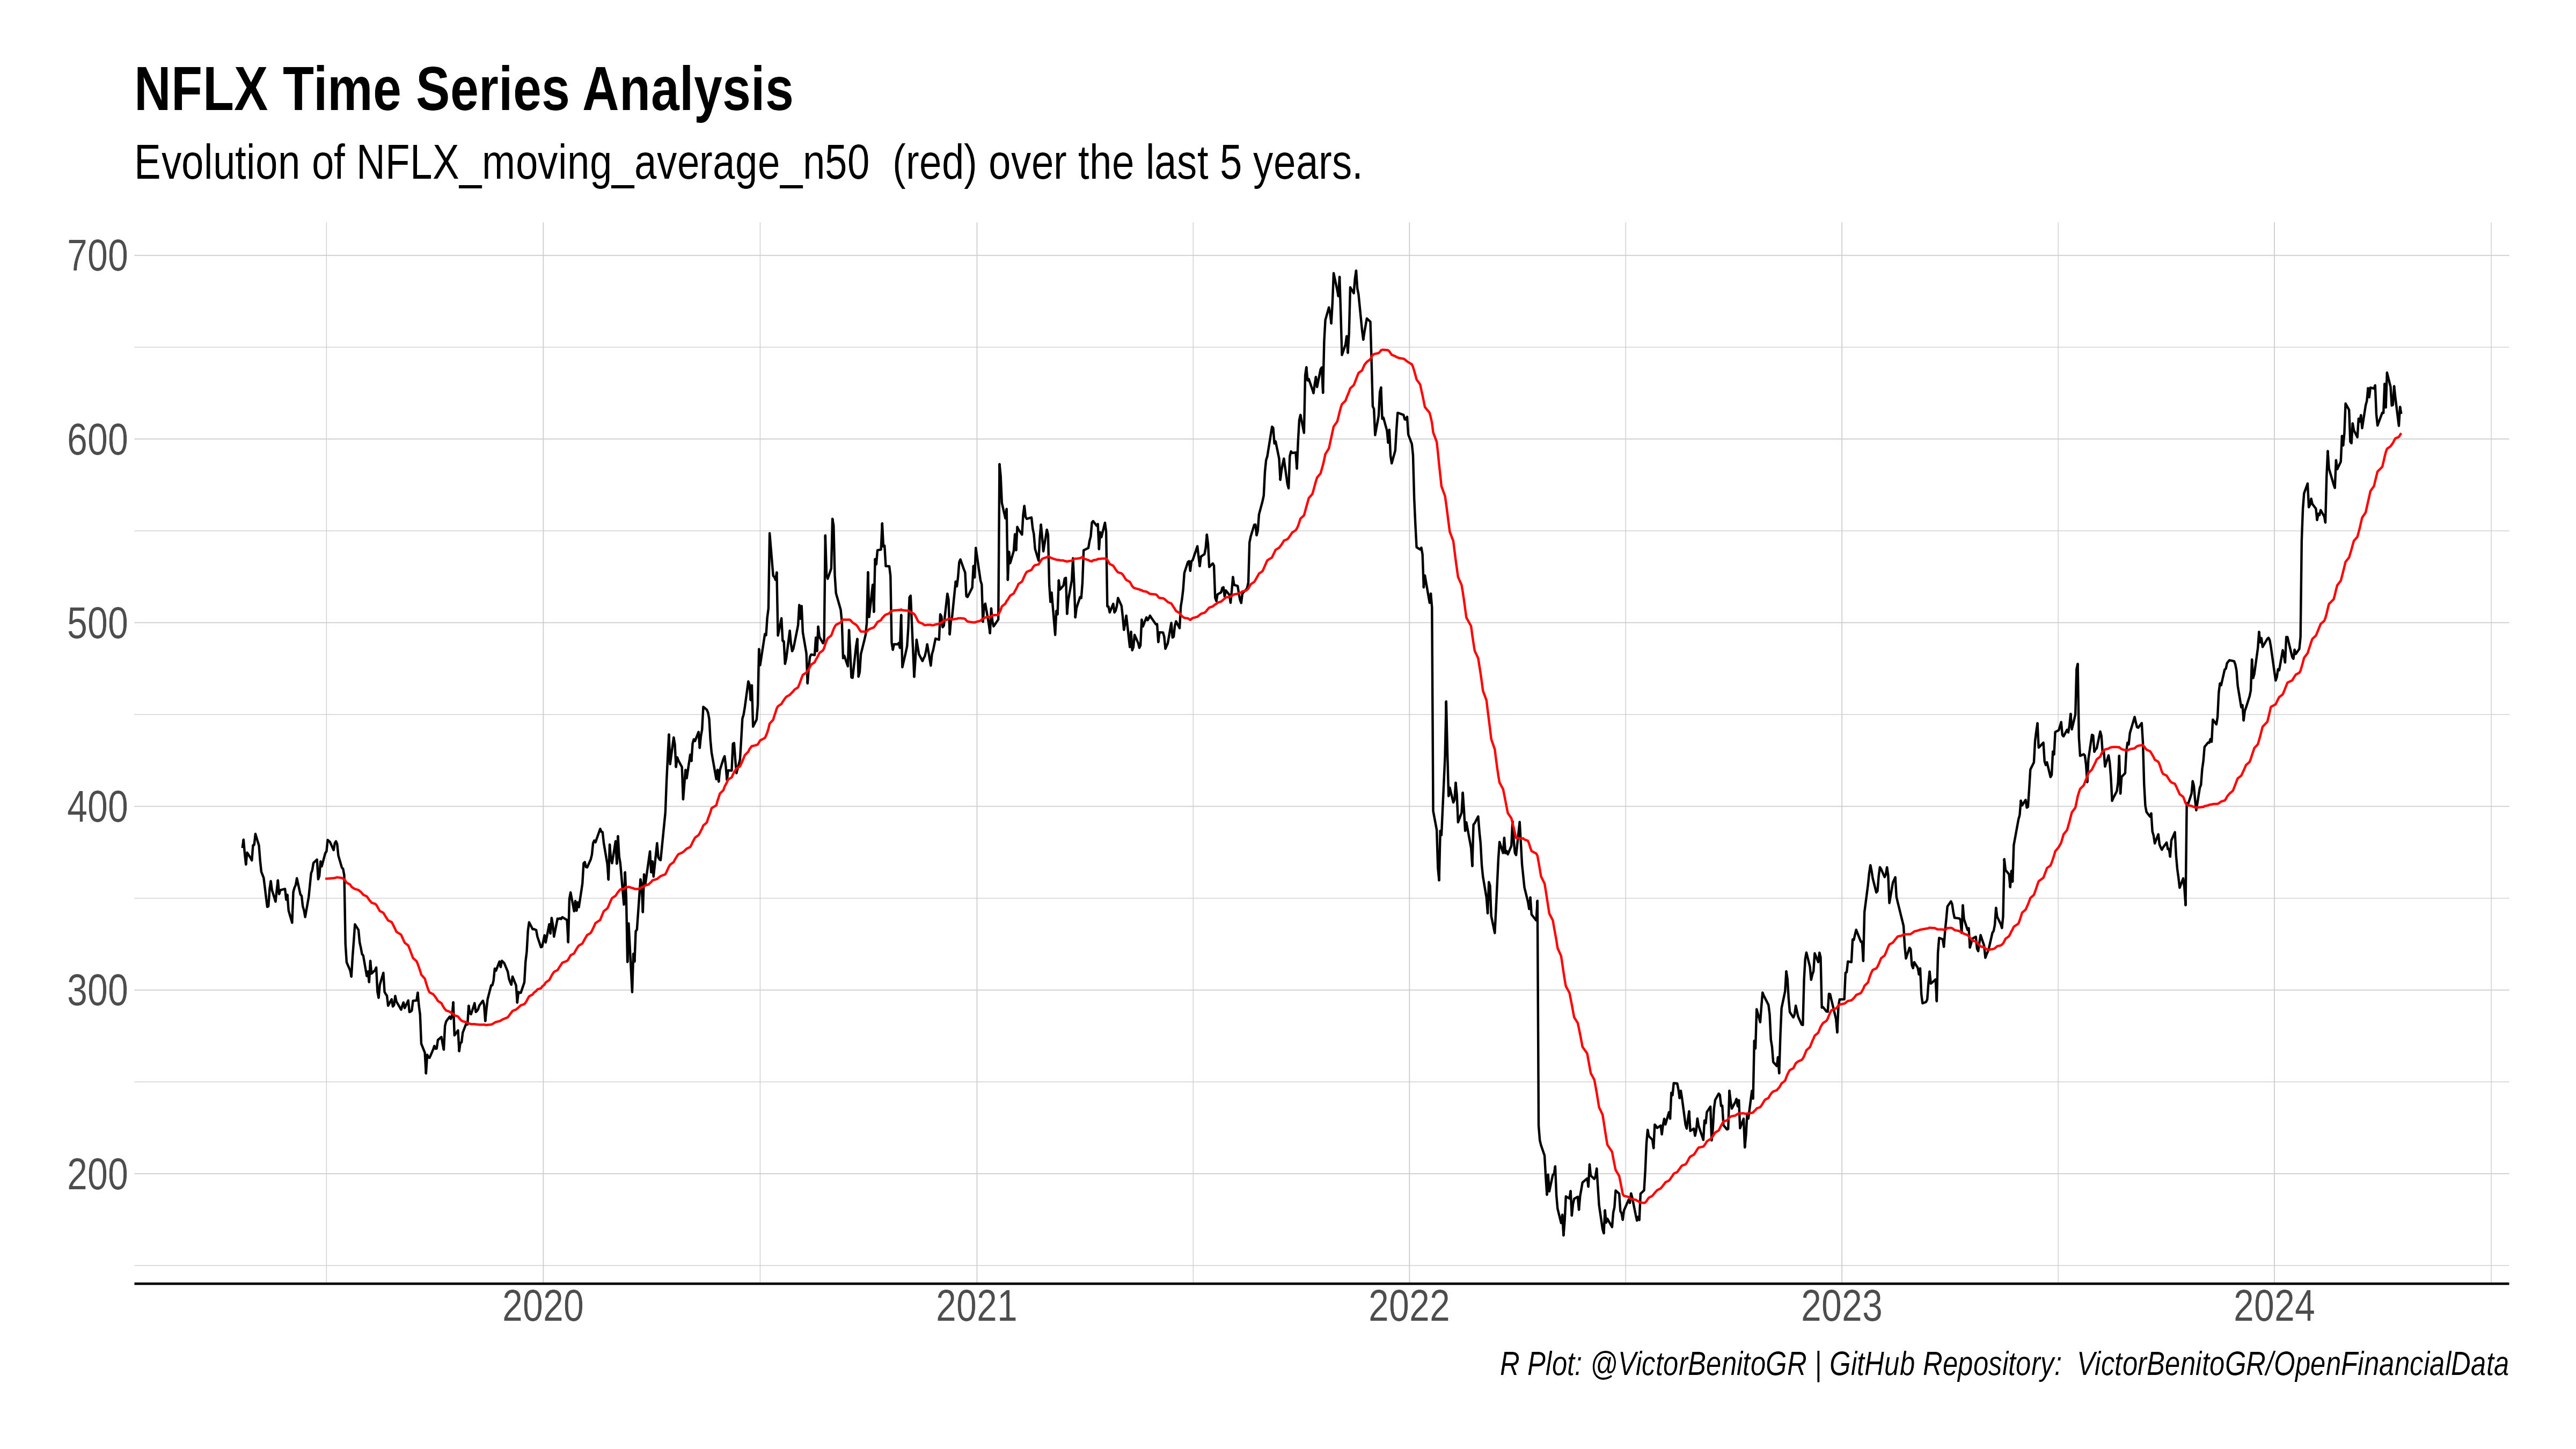 NFLX Time Series Analysis
Evolution of NFLX_moving_average_n50  (red) over the last 5 years.
700
600
500
400
300
200
2020 2021 2022 2023 2024
R Plot: @VictorBenitoGR | GitHub Repository:  VictorBenitoGR/OpenFinancialData